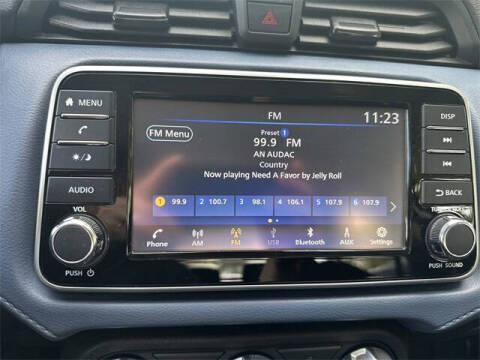 FM
11:23
MENU
DISP
FM Menu
Preset 1
99.9 FM
AN AUDAC
Country
Now playing Need A Favor by Jelly Roll
AUDIO
BACK
1 99.9 2 100.7 3 98.1 4 106.1 5 107.9 6 107.9
VOL
Phone AM FM USB Bluetooth AUX Settings
PUSH
PUSH SOUND